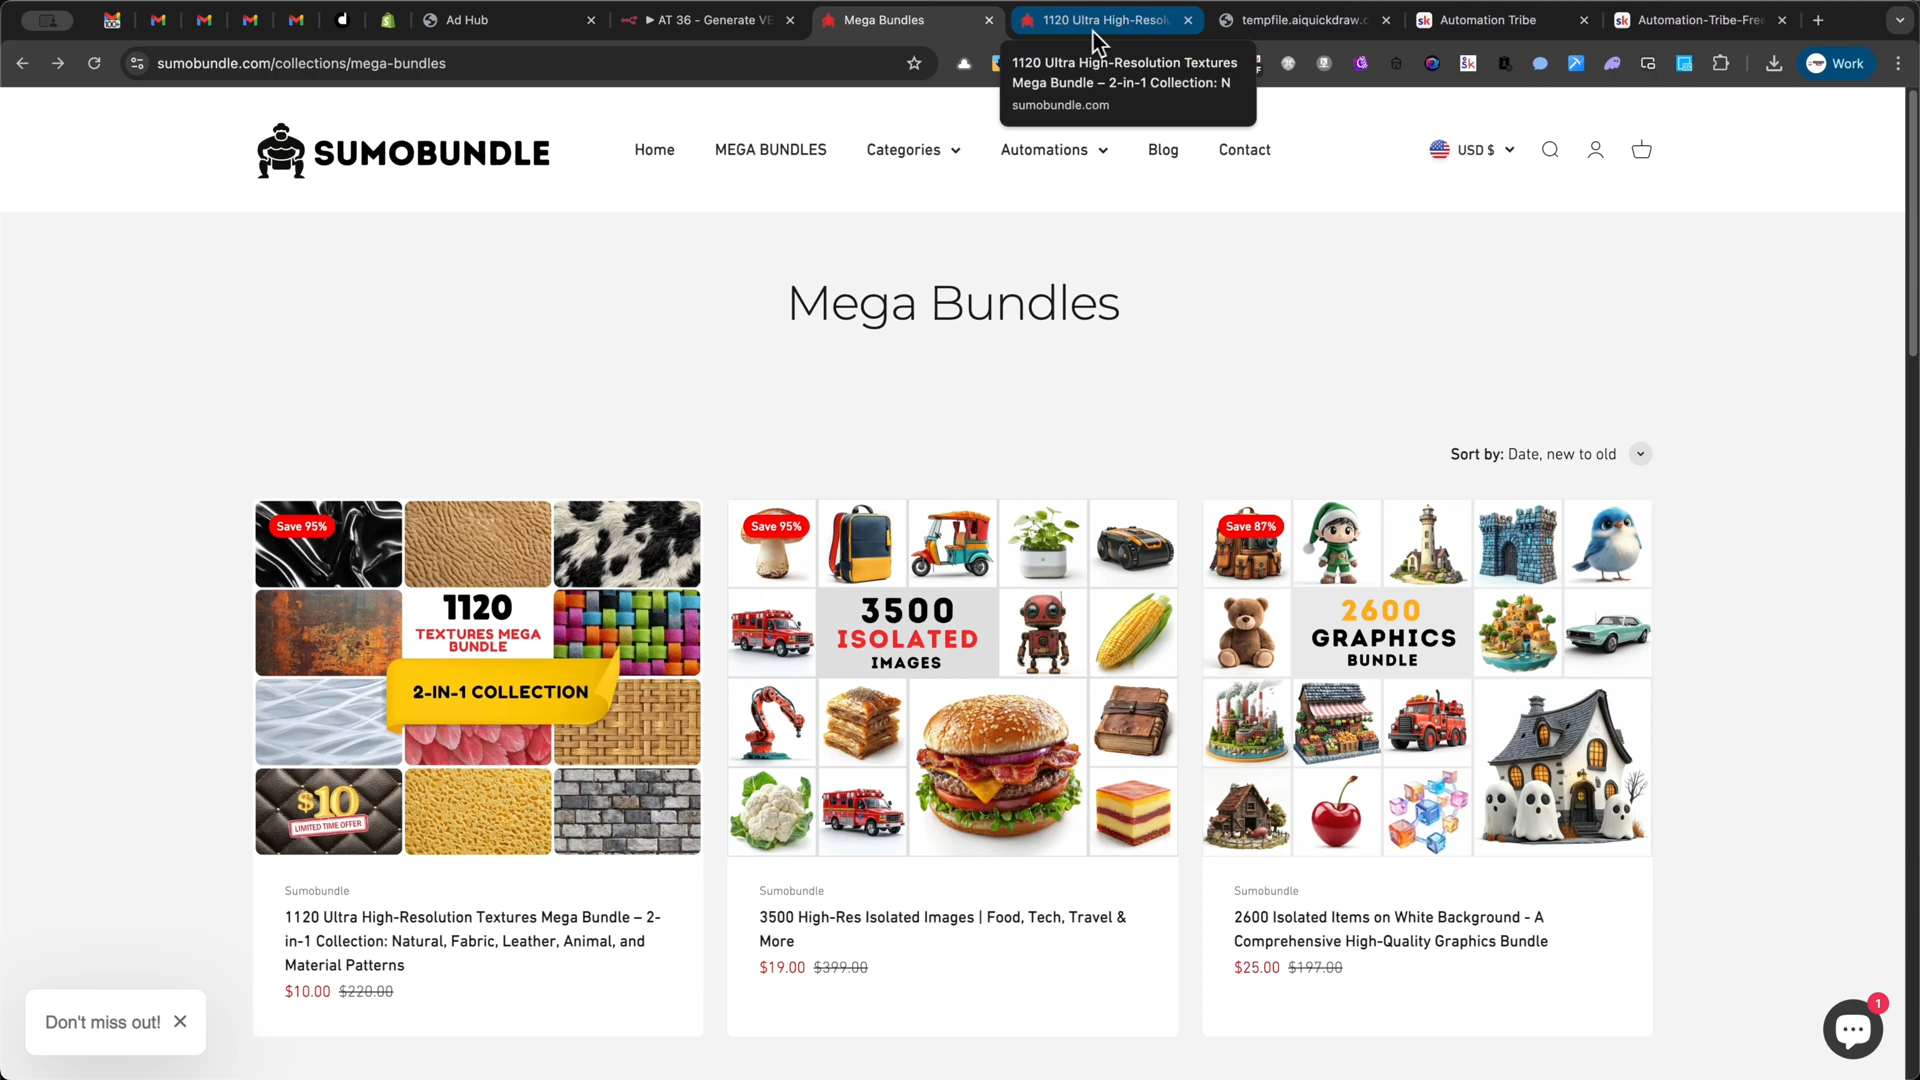 Ad Hub
AT 36 - Generate VE
Mega Bundles
1120 Ultra High-Resolu
tempfile.aiquickdraw.c
Automation Tribe
Automation-Tribe-Free
sumobundle.com/collections/mega-bundles
Work
1120 Ultra High-Resolution Textures
Mega Bundle – 2-in-1 Collection: N
sumobundle.com
SUMOBUNDLE
Home
MEGA BUNDLES
Categories
Automations
Blog
Contact
USD $
Mega Bundles
Sort by: Date, new to old
Save 95%
1120
TEXTURES MEGA
BUNDLE
2-IN-1 COLLECTION
$10
LIMITED TIME OFFER
Save 95%
3500
ISOLATED
IMAGES
Save 87%
2600
GRAPHICS
BUNDLE
Sumobundle
1120 Ultra High-Resolution Textures Mega Bundle – 2-
in-1 Collection: Natural, Fabric, Leather, Animal, and
Material Patterns
$10.00 $220.00
Sumobundle
3500 High-Res Isolated Images | Food, Tech, Travel &
More
$19.00 $399.00
Sumobundle
2600 Isolated Items on White Background - A
Comprehensive High-Quality Graphics Bundle
$25.00 $197.00
Don't miss out!
1